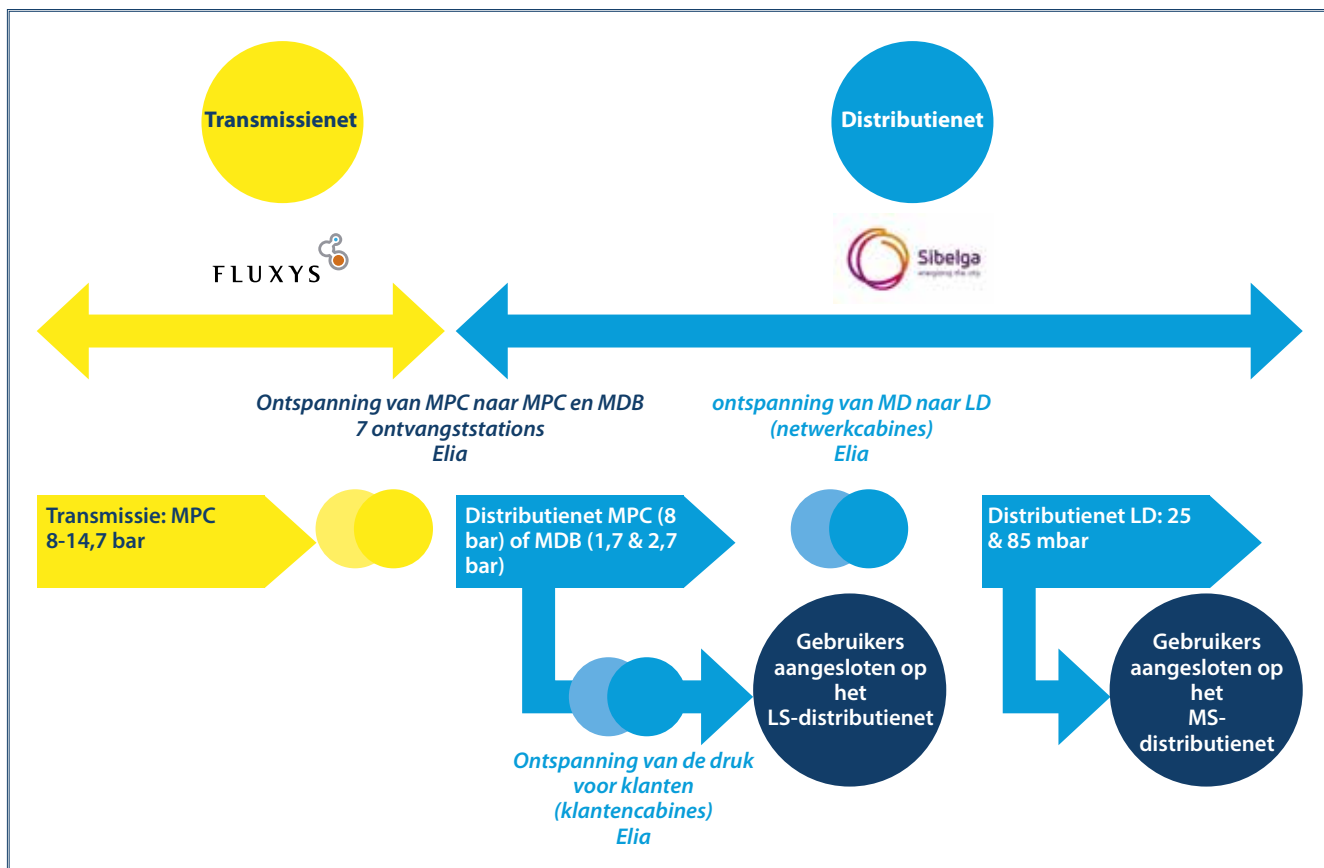 Transmissienet
Distributienet
FLUXYS
Sibelga
energising the city
Ontspanning van MPC naar MPC en MDB
7 ontvangststations
Elia
ontspanning van MD naar LD
(netwerkcabines)
Elia
Transmissie: MPC
8-14,7 bar
Distributienet MPC (8
bar) of MDB (1,7 & 2,7
bar)
Distributienet LD: 25
& 85 mbar
Gebruikers
aangesloten op
het
LS-distributienet
Gebruikers
aangesloten op
het
MS-
distributienet
Ontspanning van de druk
voor klanten
(klantencabines)
Elia